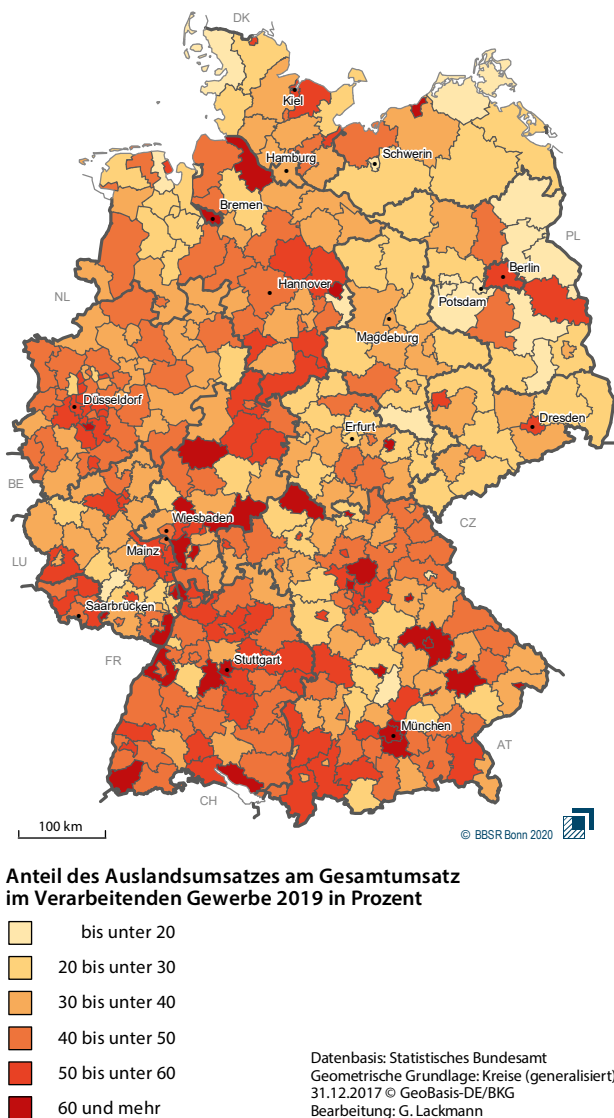 DK
Kiel
Hamburg
Schwerin
Bremen
PL
Berlin
NL
Hannover
Potsdam
Magdeburg
Düsseldorf
Dresden
Erfurt
BE
Wiesbaden
CZ
Mainz
LU
Saarbrücken
FR
Stuttgart
München
AT
CH
100 km
© BBSR Bonn 2020
Anteil des Auslandsumsatzes am Gesamtumsatz
im Verarbeitenden Gewerbe 2019 in Prozent
bis unter 20
20 bis unter 30
30 bis unter 40
40 bis unter 50
50 bis unter 60
60 und mehr
Datenbasis: Statistisches Bundesamt
Geometrische Grundlage: Kreise (generalisiert)
31.12.2017 © GeoBasis-DE/BKG
Bearbeitung: G. Lackmann